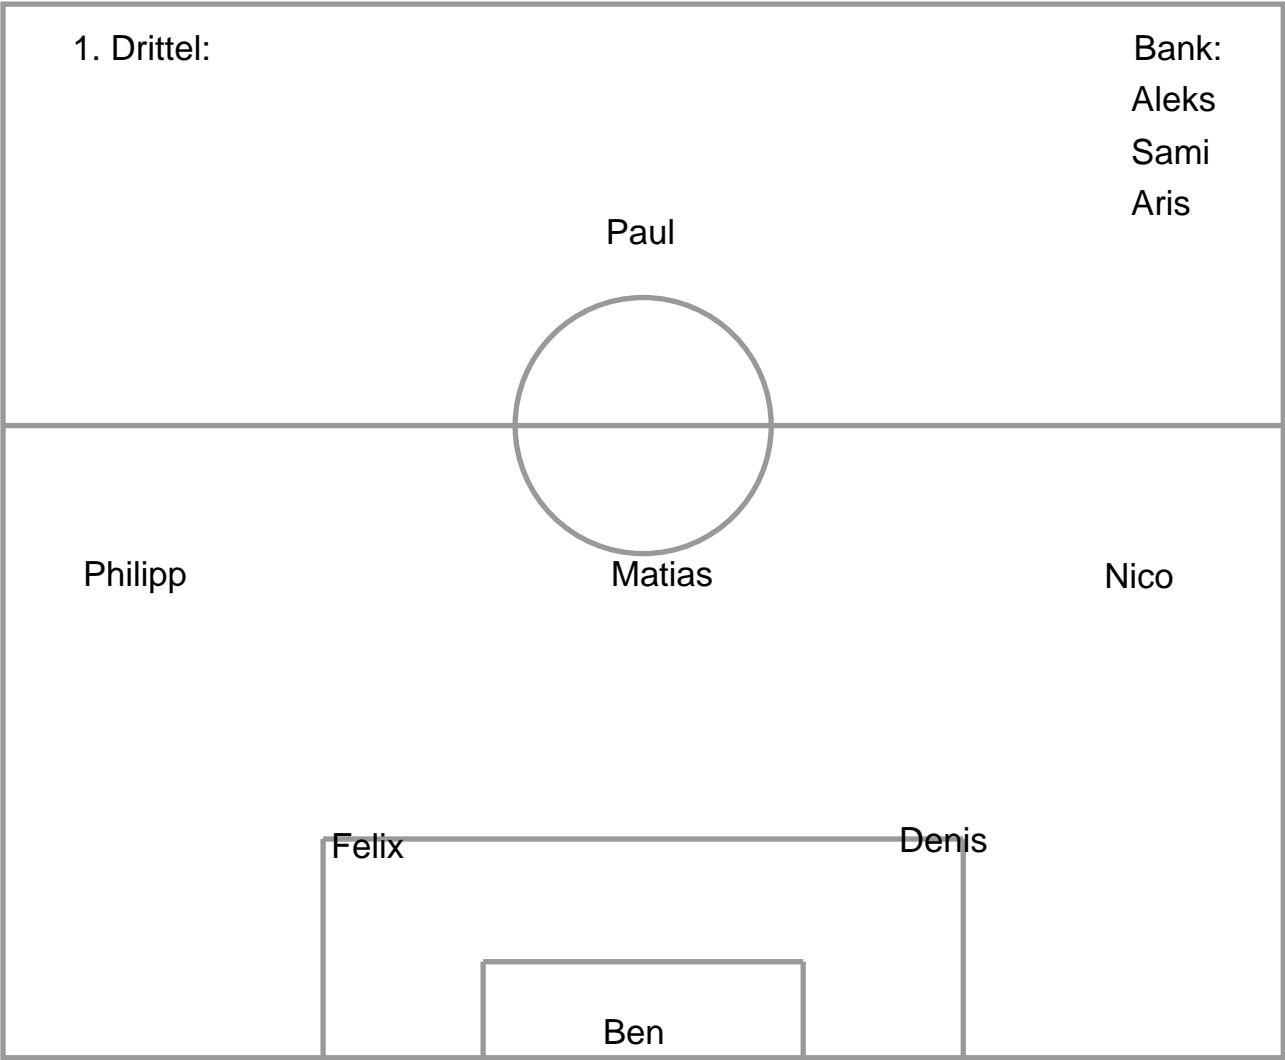 1. Drittel:
Bank:
Aleks
Sami
Aris
Paul
Philipp
Matias
Nico
Felix
Denis
Ben